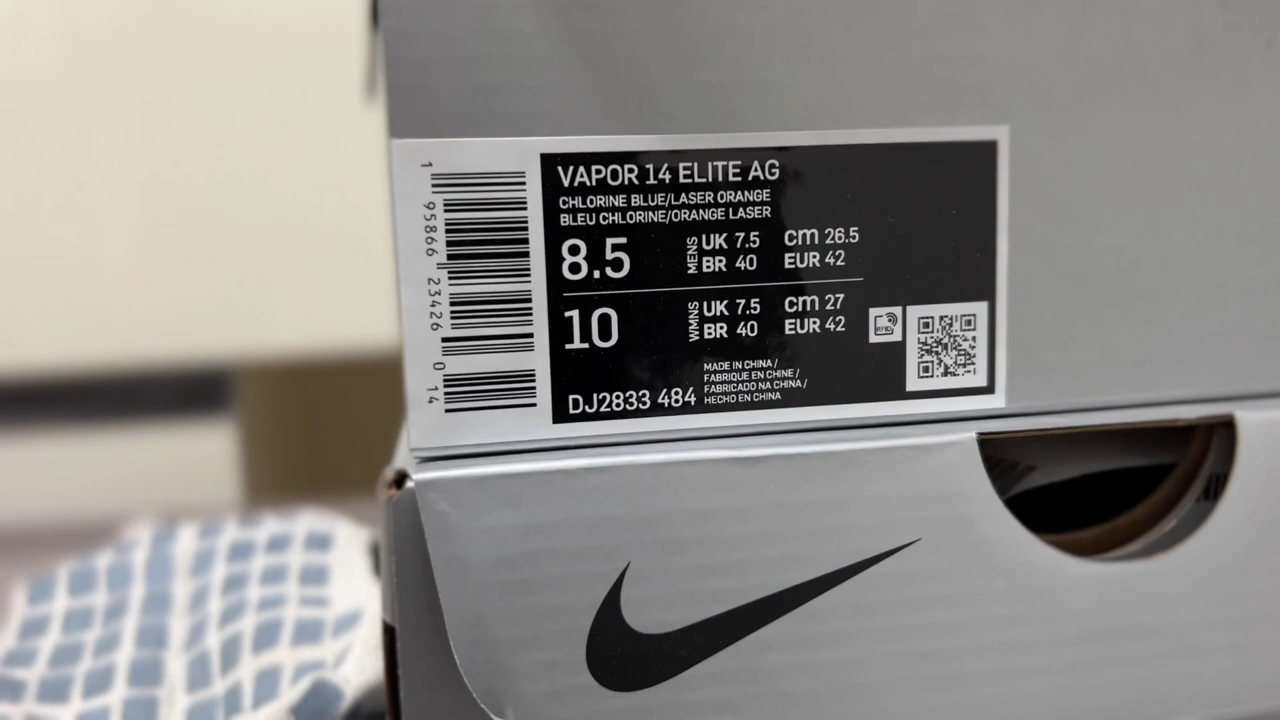 1 95866 23426 0 14
VAPOR 14 ELITE AG
CHLORINE BLUE/LASER ORANGE
BLEU CHLORINE/ORANGE LASER
8.5
MENS
UK 7.5 cm 26.5
BR 40 EUR 42
10
WMNS
UK 7.5 cm 27
BR 40 EUR 42
RFID
DJ2833 484
MADE IN CHINA /
FABRIQUE EN CHINE /
FABRICADO NA CHINA /
HECHO EN CHINA